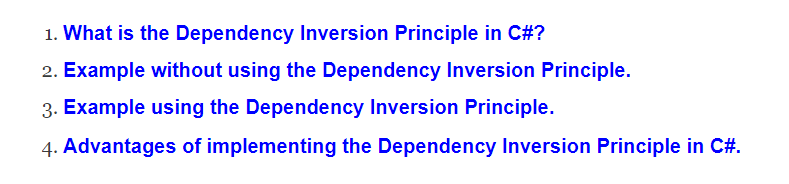 1. What is the Dependency Inversion Principle in C#?
2. Example without using the Dependency Inversion Principle.
3. Example using the Dependency Inversion Principle.
4. Advantages of implementing the Dependency Inversion Principle in C#.